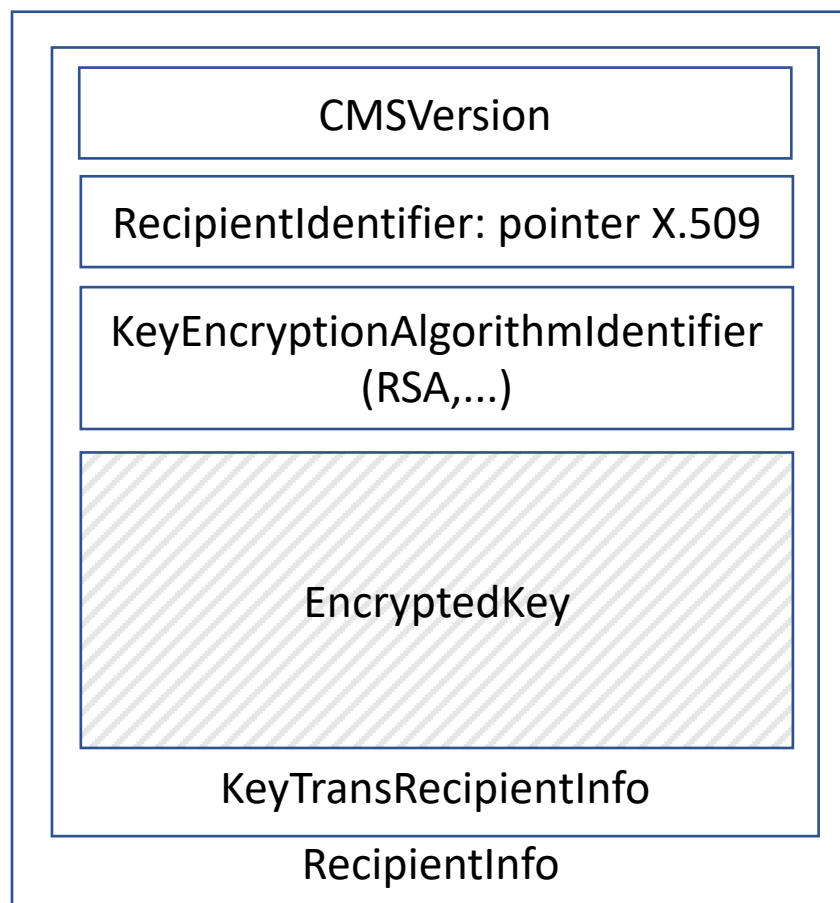 CMSVersion
RecipientIdentifier: pointer X.509
KeyEncryptionAlgorithmIdentifier
(RSA,...)
EncryptedKey
KeyTransRecipientInfo
RecipientInfo